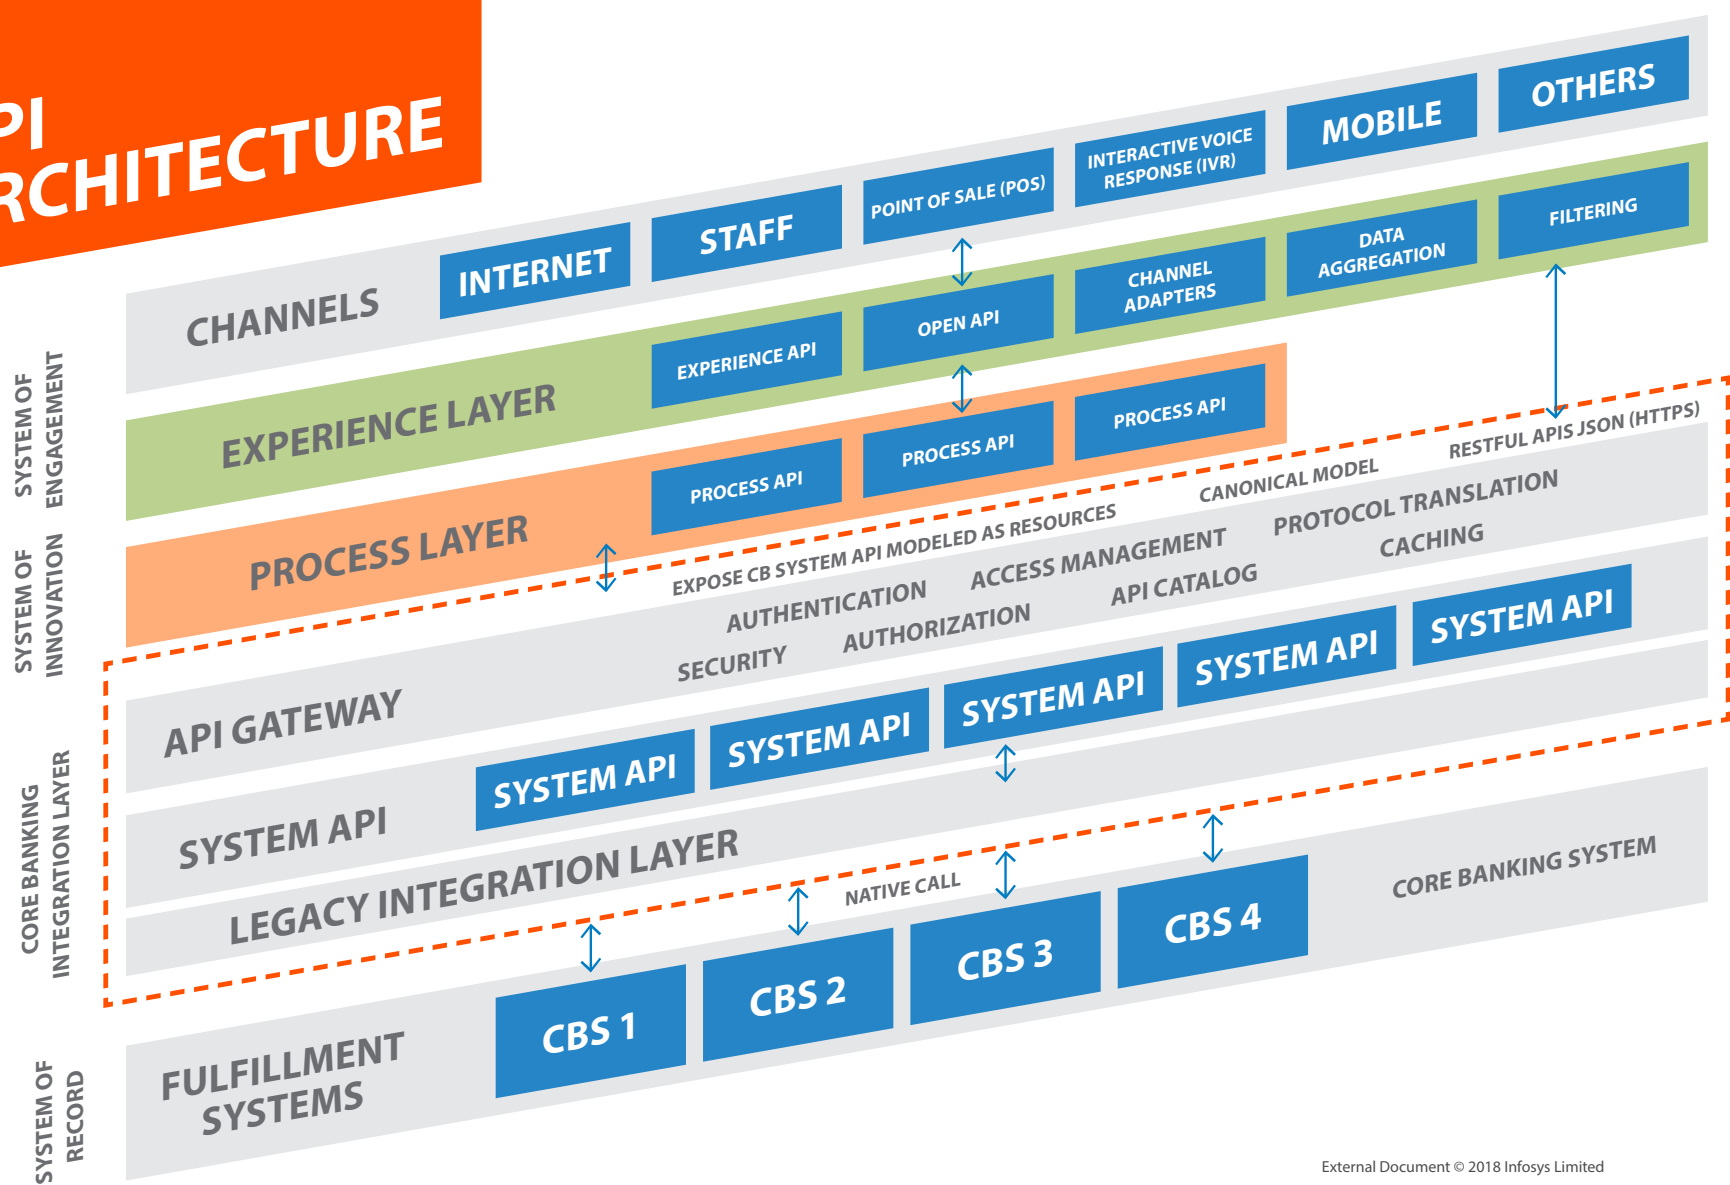 PI
RCHITECTURE
CHANNELS
INTERNET
STAFF
POINT OF SALE (POS)
INTERACTIVE VOICE
RESPONSE (IVR)
MOBILE
OTHERS
SYSTEM OF
ENGAGEMENT
EXPERIENCE LAYER
EXPERIENCE API
OPEN API
CHANNEL
ADAPTERS
DATA
AGGREGATION
FILTERING
SYSTEM OF
INNOVATION
PROCESS LAYER
PROCESS API
PROCESS API
PROCESS API
EXPOSE CB SYSTEM API MODELED AS RESOURCES
CANONICAL MODEL
RESTFUL APIS JSON (HTTPS)
CORE BANKING
INTEGRATION LAYER
API GATEWAY
AUTHENTICATION
ACCESS MANAGEMENT
PROTOCOL TRANSLATION
SECURITY
AUTHORIZATION
API CATALOG
CACHING
SYSTEM API
SYSTEM API
SYSTEM API
SYSTEM API
SYSTEM API
SYSTEM API
LEGACY INTEGRATION LAYER
NATIVE CALL
SYSTEM OF
RECORD
FULFILLMENT
SYSTEMS
CBS 1
CBS 2
CBS 3
CBS 4
CORE BANKING SYSTEM
External Document © 2018 Infosys Limited